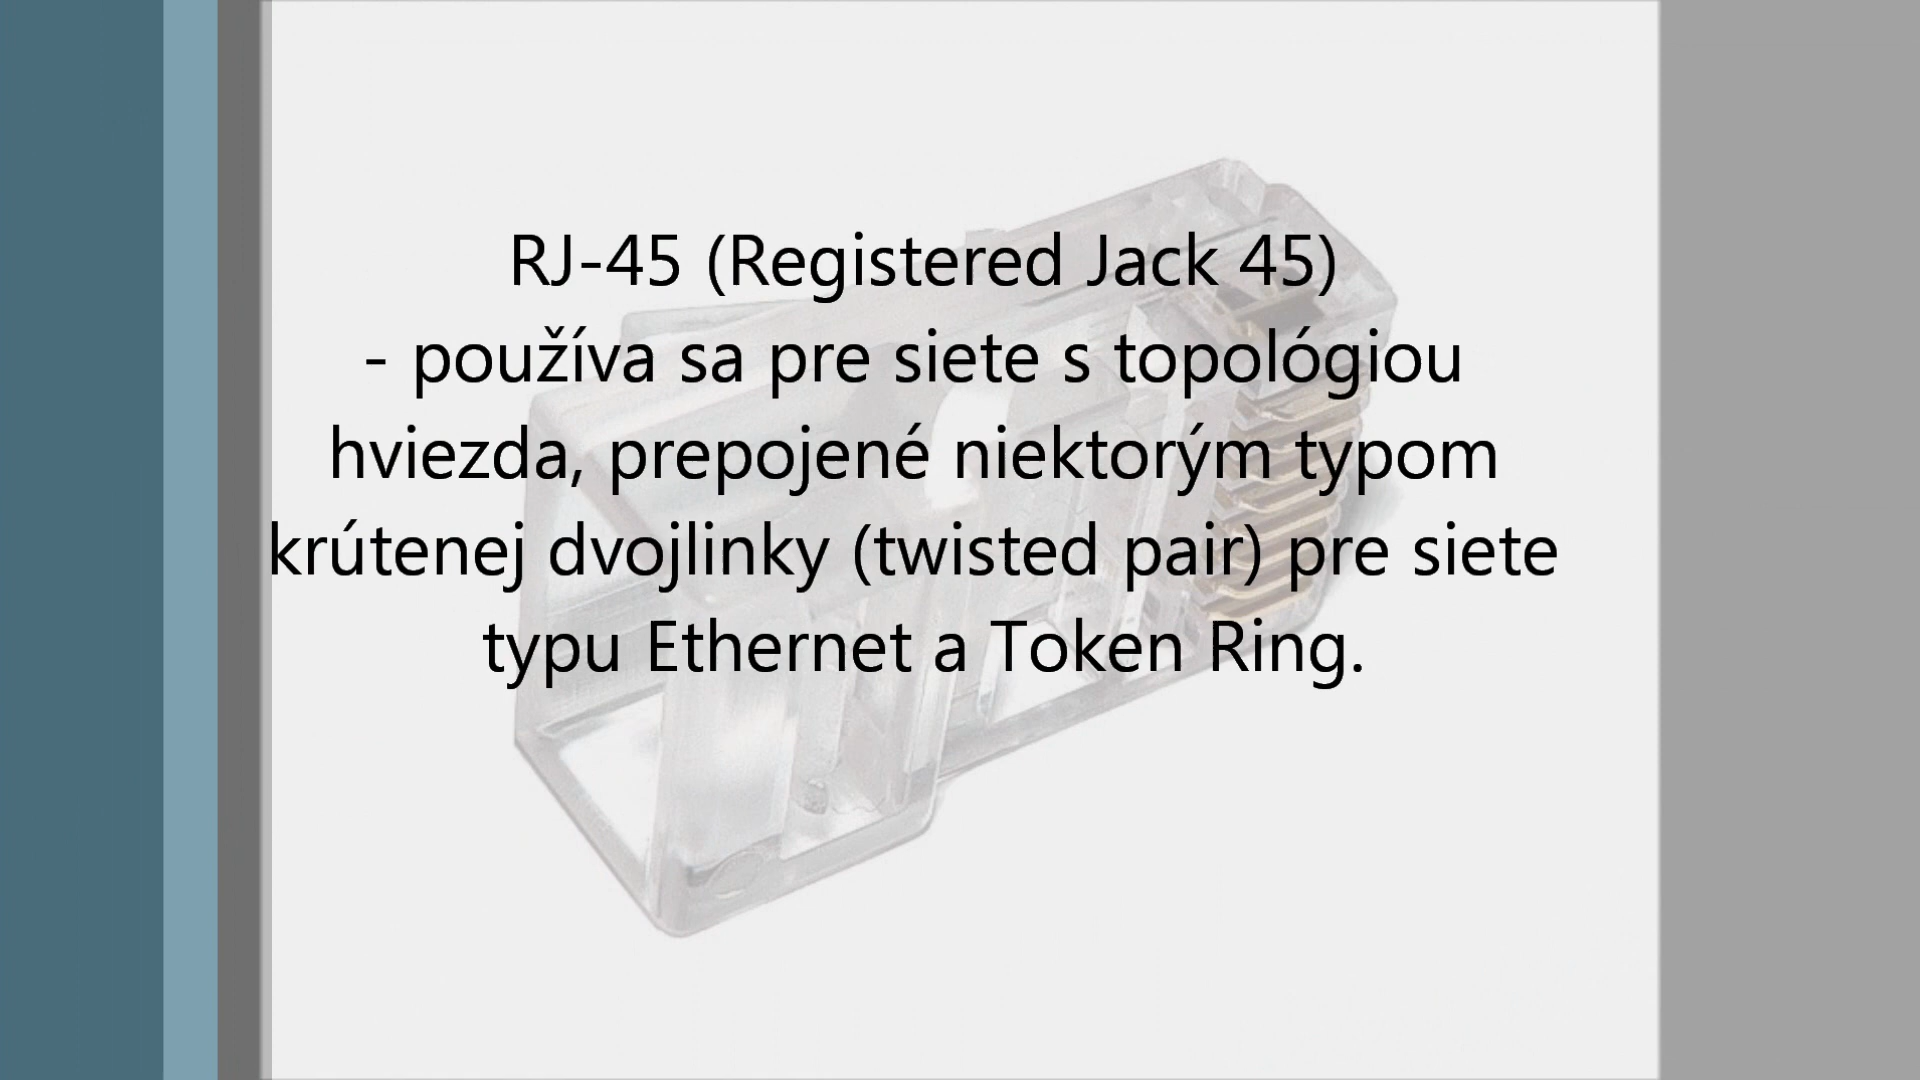 RJ-45 (Registered Jack 45)
- používa sa pre siete s topológiou
hviezda, prepojené niektorým typom
krútenej dvojlinky (twisted pair) pre siete
typu Ethernet a Token Ring.